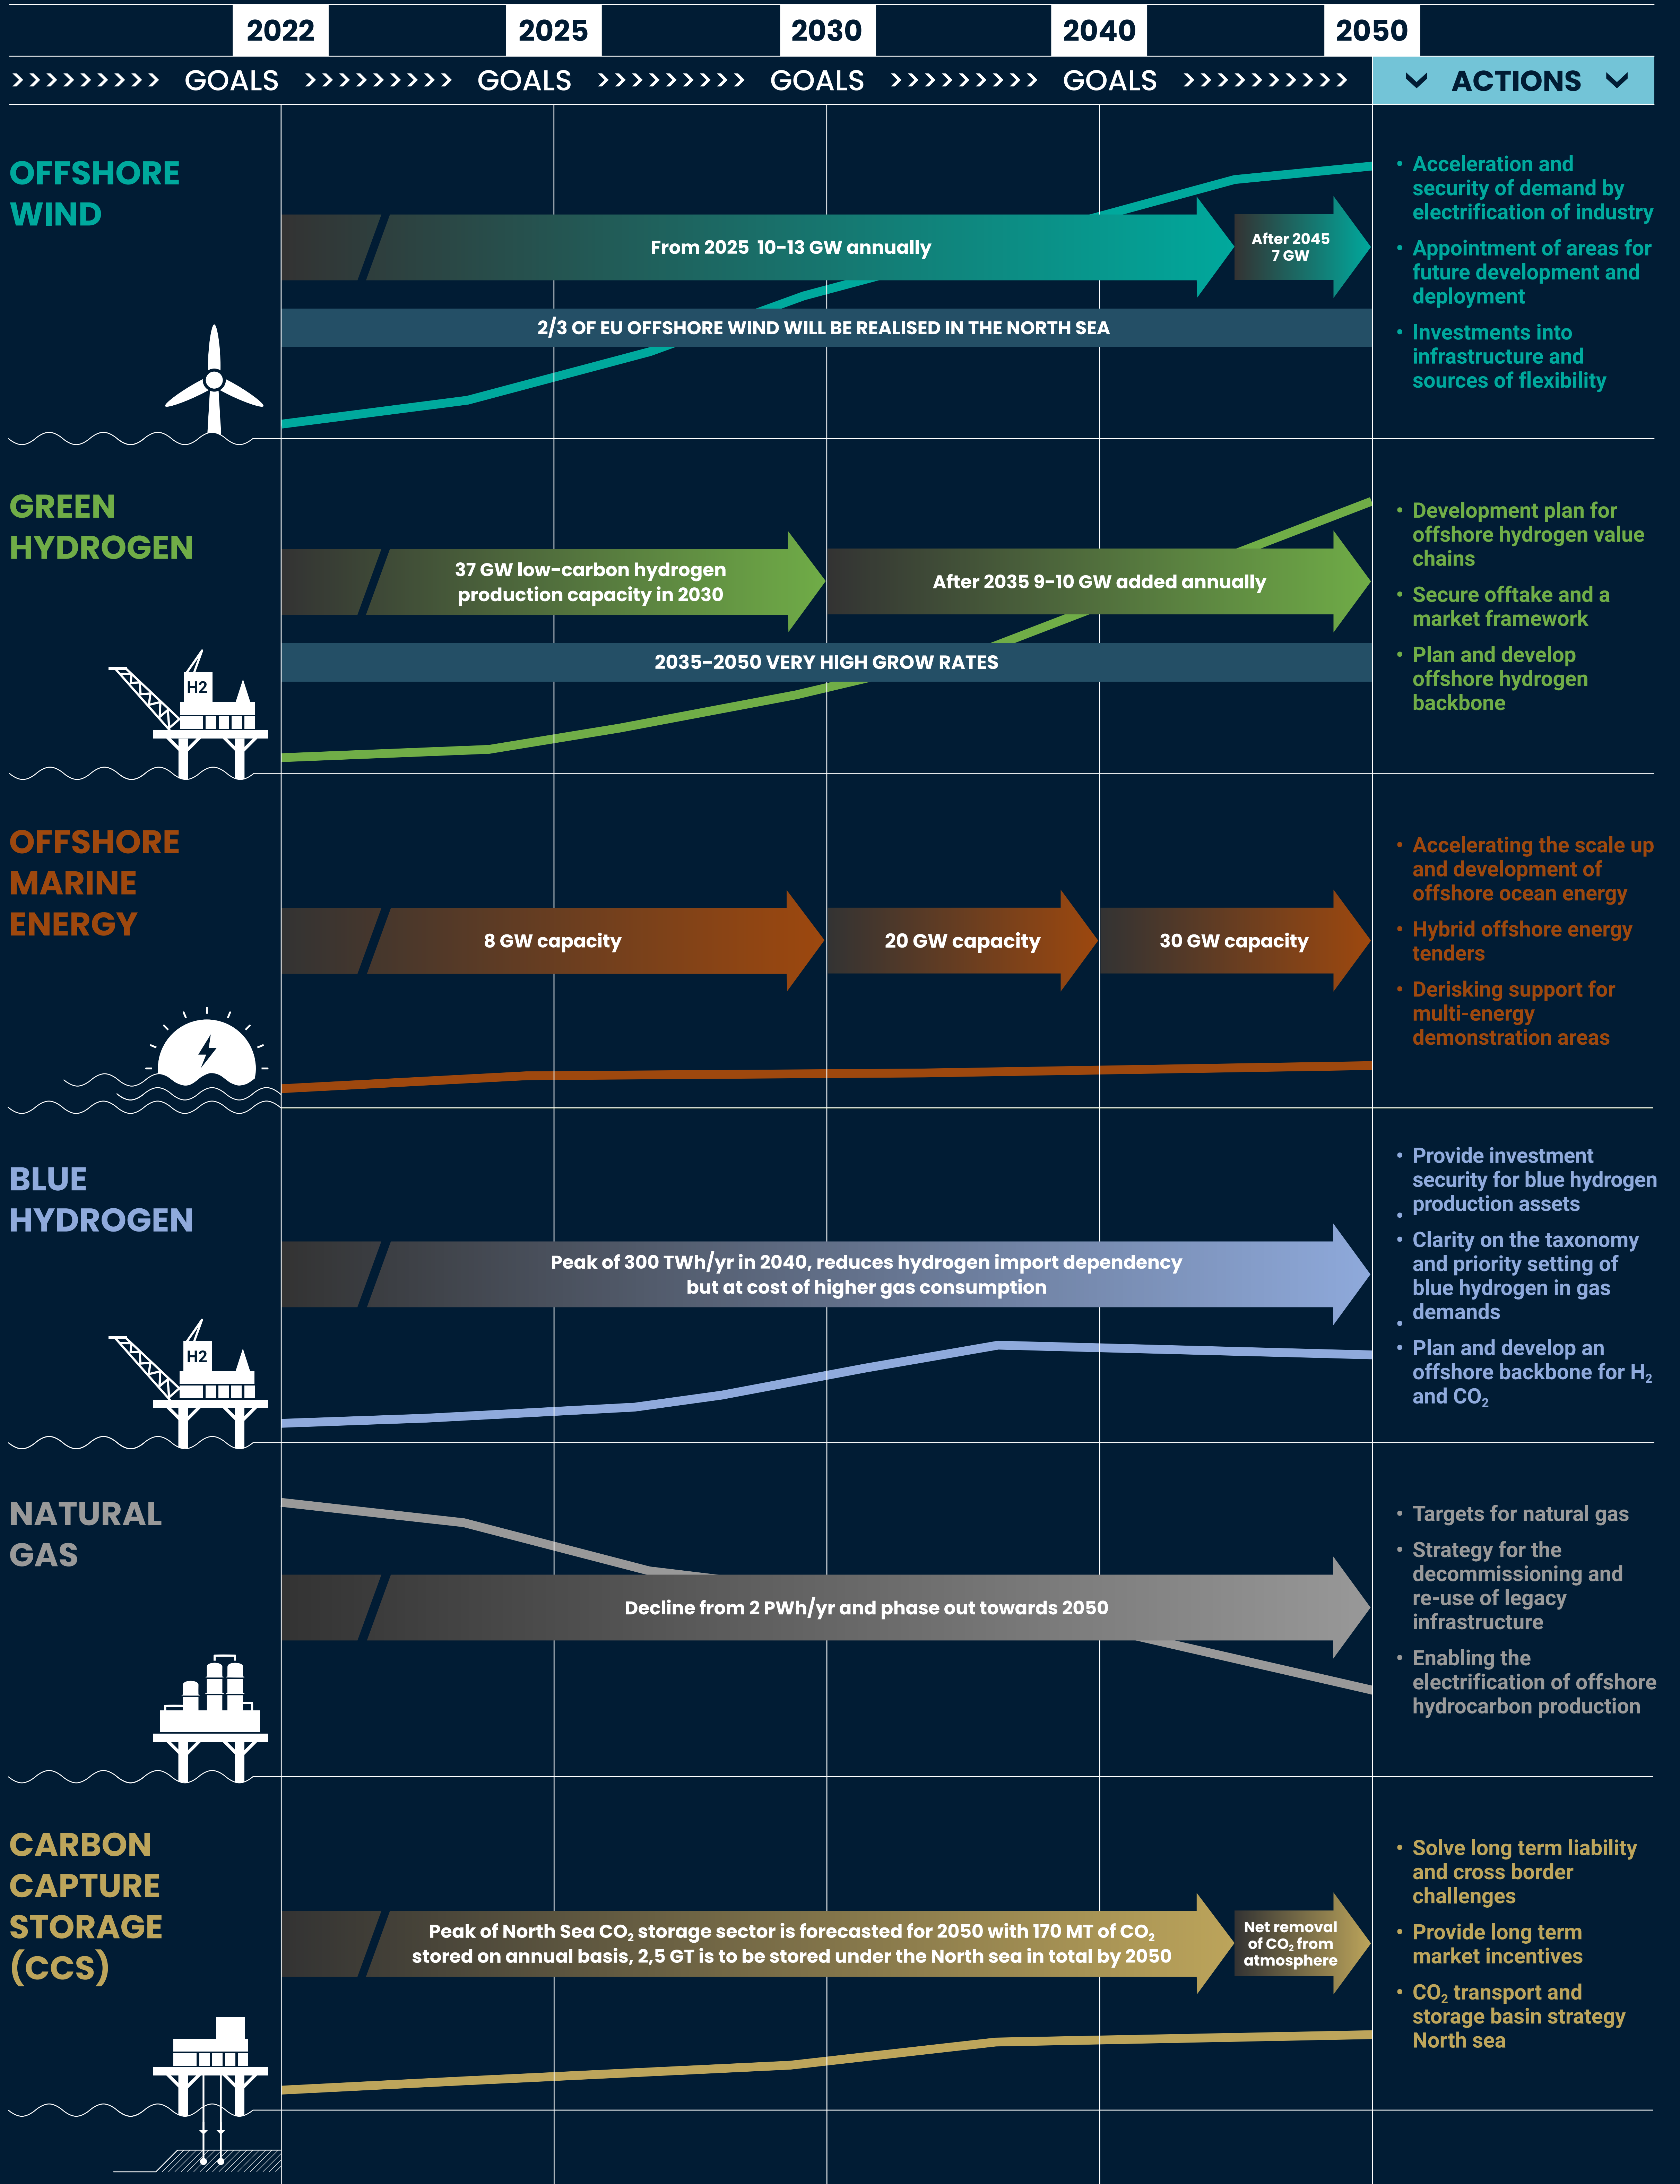 2022 2025 2030 2040 2050
>>>>>>>>> GOALS >>>>>>>>> GOALS >>>>>>>>> GOALS >>>>>>>>> GOALS >>>>>>>>>> ACTIONS
OFFSHORE
WIND
From 2025 10-13 GW annually
After 2045
7 GW
2/3 OF EU OFFSHORE WIND WILL BE REALISED IN THE NORTH SEA
• Acceleration and
security of demand by
electrification of industry
• Appointment of areas for
future development and
deployment
• Investments into
infrastructure and
sources of flexibility
GREEN
HYDROGEN
37 GW low-carbon hydrogen
production capacity in 2030
After 2035 9-10 GW added annually
2035-2050 VERY HIGH GROW RATES
H2
• Development plan for
offshore hydrogen value
chains
• Secure offtake and a
market framework
• Plan and develop
offshore hydrogen
backbone
OFFSHORE
MARINE
ENERGY
8 GW capacity
20 GW capacity
30 GW capacity
• Accelerating the scale up
and development of
offshore ocean energy
• Hybrid offshore energy
tenders
• Derisking support for
multi-energy
demonstration areas
BLUE
HYDROGEN
Peak of 300 TWh/yr in 2040, reduces hydrogen import dependency
but at cost of higher gas consumption
H2
• Provide investment
security for blue hydrogen
production assets
•
• Clarity on the taxonomy
and priority setting of
blue hydrogen in gas
demands
•
• Plan and develop an
offshore backbone for H₂
and CO₂
NATURAL
GAS
Decline from 2 PWh/yr and phase out towards 2050
• Targets for natural gas
• Strategy for the
decommissioning and
re-use of legacy
infrastructure
• Enabling the
electrification of offshore
hydrocarbon production
CARBON
CAPTURE
STORAGE
(CCS)
Peak of North Sea CO₂ storage sector is forecasted for 2050 with 170 MT of CO₂
stored on annual basis, 2,5 GT is to be stored under the North sea in total by 2050
Net removal
of CO₂ from
atmosphere
• Solve long term liability
and cross border
challenges
• Provide long term
market incentives
• CO₂ transport and
storage basin strategy
North sea